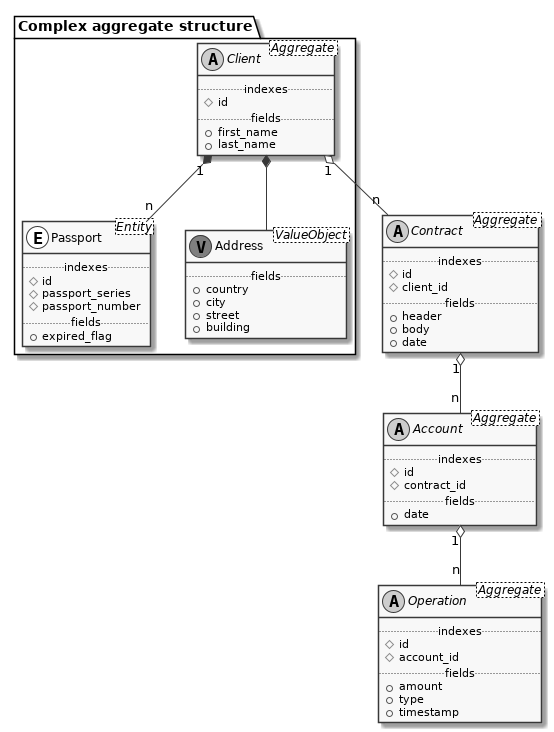 Complex aggregate structure
A Client
Aggregate
indexes
id
fields
first_name
last_name
1
1
n
n
E Passport
Entity
indexes
id
passport_series
passport_number
fields
expired_flag
V Address
ValueObject
fields
country
city
street
building
A Contract
Aggregate
indexes
id
client_id
fields
header
body
date
1
n
A Account
Aggregate
indexes
id
contract_id
fields
date
1
n
A Operation
Aggregate
indexes
id
account_id
fields
amount
type
timestamp